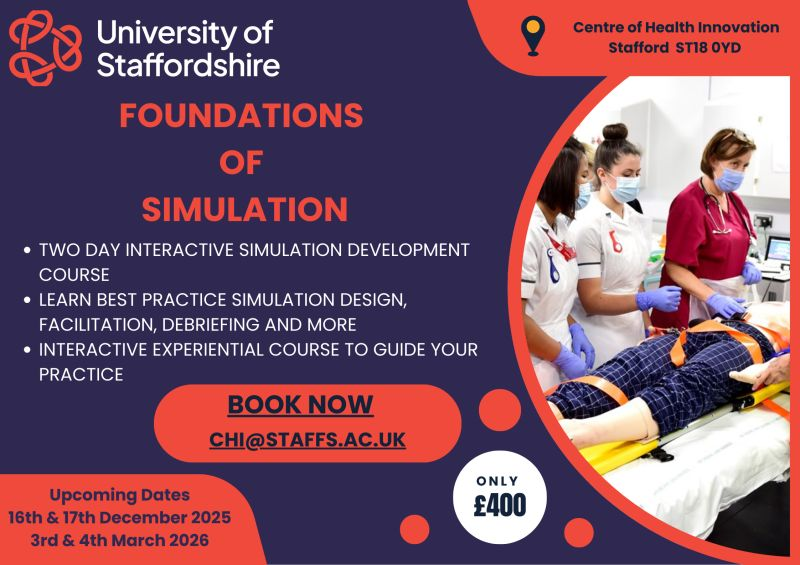 University of
Staffordshire
Centre of Health Innovation
Stafford ST18 0YD
FOUNDATIONS
OF
SIMULATION
• TWO DAY INTERACTIVE SIMULATION DEVELOPMENT
COURSE
• LEARN BEST PRACTICE SIMULATION DESIGN,
FACILITATION, DEBRIEFING AND MORE
• INTERACTIVE EXPERIENTIAL COURSE TO GUIDE YOUR
PRACTICE
BOOK NOW
CHI@STAFFS.AC.UK
ONLY
£400
Upcoming Dates
16th & 17th December 2025
3rd & 4th March 2026